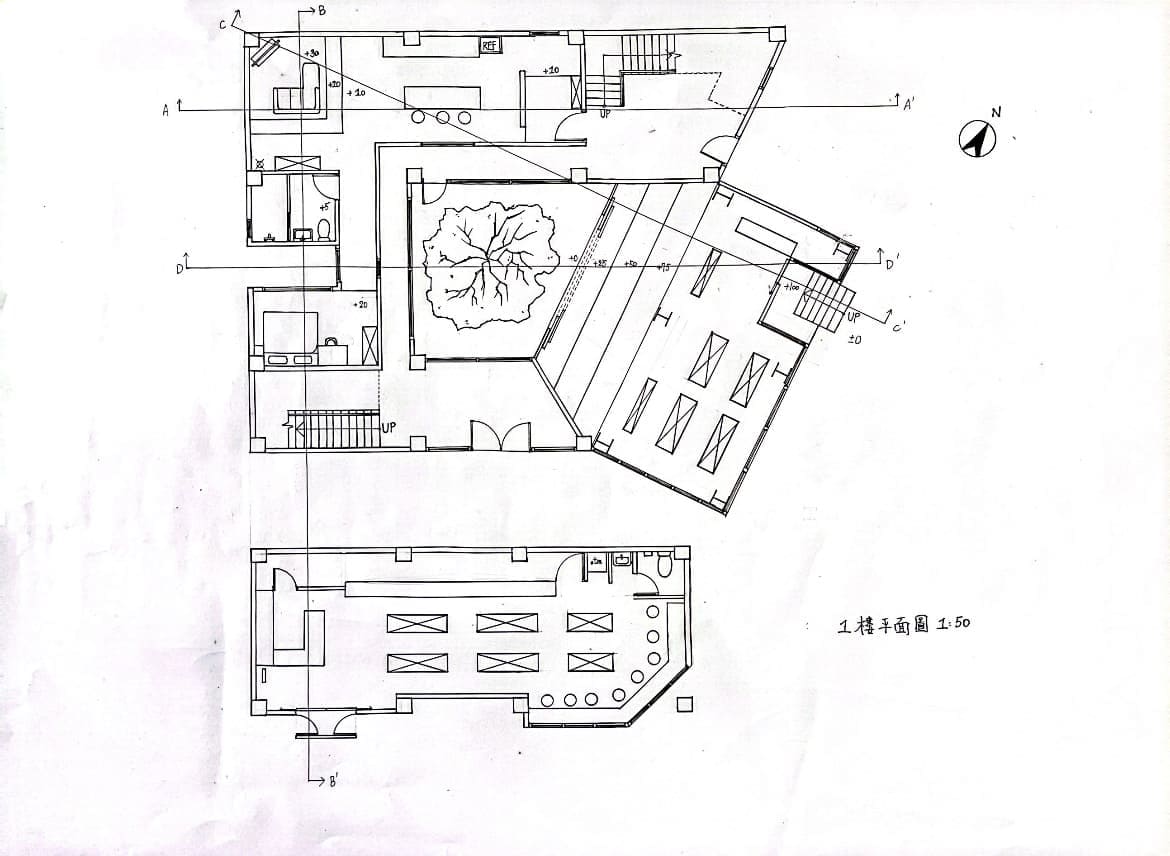 B
C
REF
+30
+20
+10
+10
A
A'
UP
N
+5
D
D'
+0
+25
+50
+75
+100
UP
±0
C'
+20
UP
1樓平面圖 1:50
B'